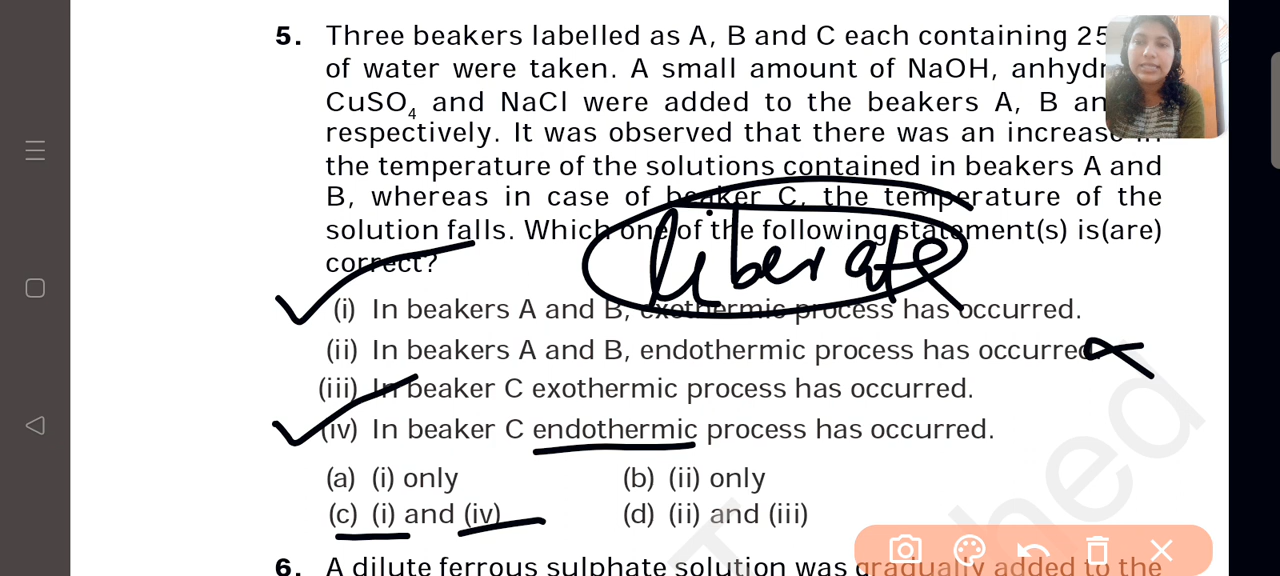 5. Three beakers labelled as A, B and C each containing 25
of water were taken. A small amount of NaOH, anhydr
CuSO₄ and NaCl were added to the beakers A, B an
respectively. It was observed that there was an increase in
the temperature of the solutions contained in beakers A and
B, whereas in case of beaker C, the temperature of the
solution falls. Which one of the following statement(s) is(are)
correct?
liberate
(i) In beakers A and B, exothermic process has occurred.
(ii) In beakers A and B, endothermic process has occurred.
(iii) In beaker C exothermic process has occurred.
(iv) In beaker C endothermic process has occurred.
(a) (i) only (b) (ii) only
(c) (i) and (iv) (d) (ii) and (iii)
6. A dilute ferrous sulphate solution was gradually added to the